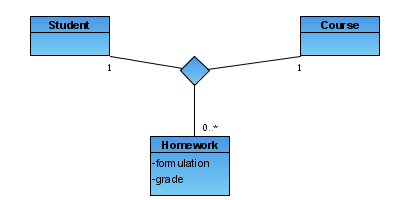 Student
Course
1
1
0..*
Homework
-formulation
-grade